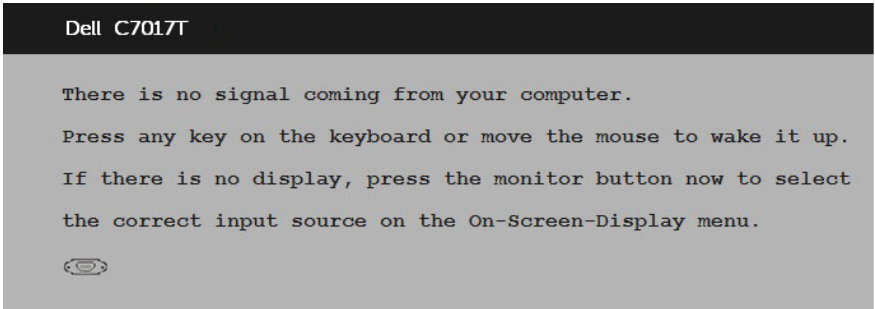 Dell C7017T
There is no signal coming from your computer.
Press any key on the keyboard or move the mouse to wake it up.
If there is no display, press the monitor button now to select
the correct input source on the On-Screen-Display menu.